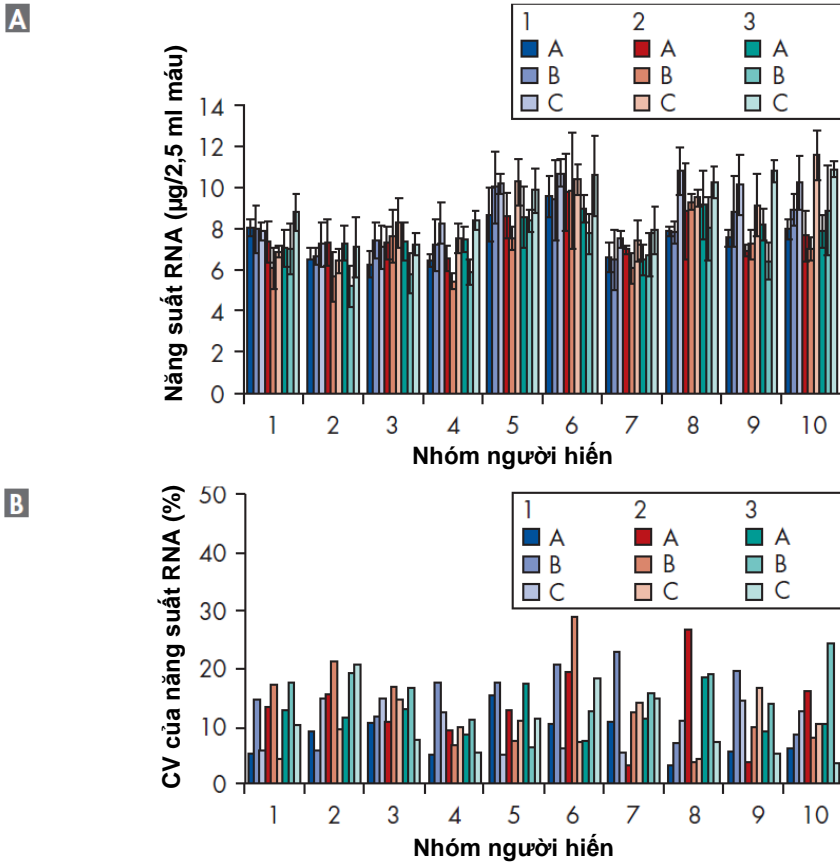 A
Năng suất RNA (µg/2,5 ml máu)
1 2 3
A A A
B B B
C C C
14
12
10
8
6
4
2
0
1 2 3 4 5 6 7 8 9 10
Nhóm người hiến
B
CV của năng suất RNA (%)
1 2 3
A A A
B B B
C C C
50
40
30
20
10
0
1 2 3 4 5 6 7 8 9 10
Nhóm người hiến